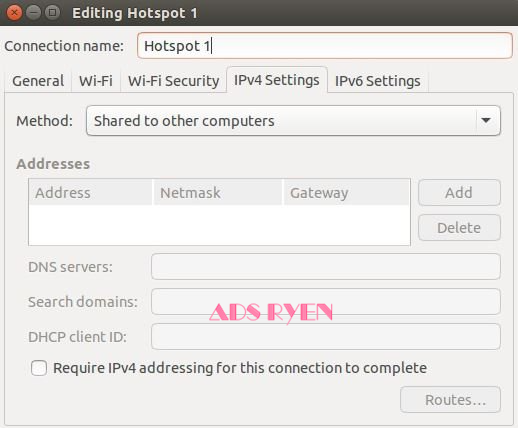 Editing Hotspot 1
Connection name: Hotspot 1
General Wi-Fi Wi-Fi Security IPv4 Settings IPv6 Settings
Method: Shared to other computers
Addresses
Address Netmask Gateway Add
Delete
DNS servers:
Search domains:
ADS RYEN
DHCP client ID:
Require IPv4 addressing for this connection to complete
Routes...